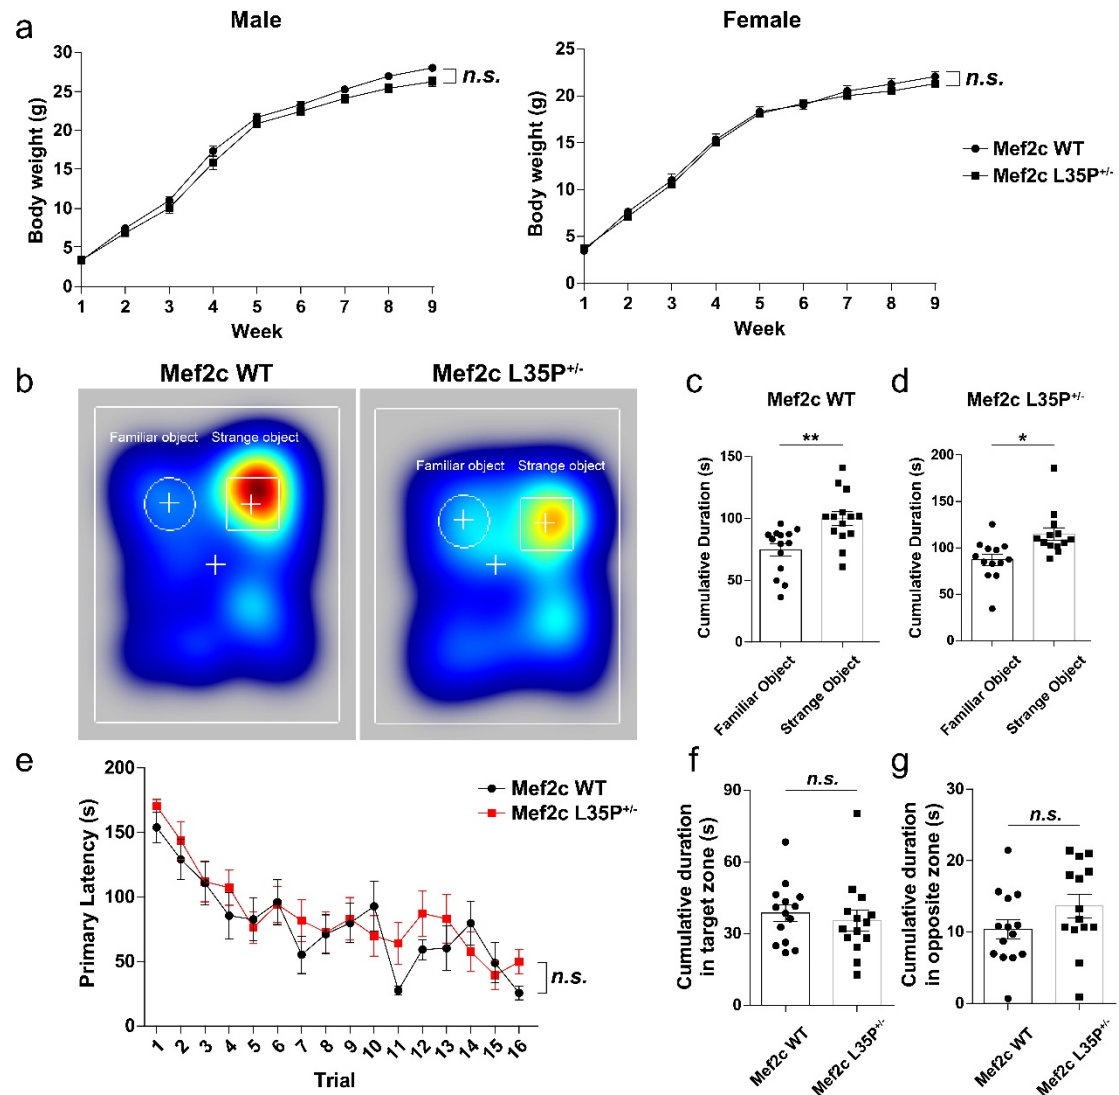 a
Male
Body weight (g)
30
25
20
15
10
5
0
1 2 3 4 5 6 7 8 9
Week
n.s.
Female
Body weight (g)
25
20
15
10
5
0
1 2 3 4 5 6 7 8 9
Week
n.s.
Mef2c WT
Mef2c L35P+/-
b
Mef2c WT
Familiar object Strange object
Mef2c L35P+/-
Familiar object Strange object
c
Mef2c WT
**
Cumulative Duration (s)
150
100
50
0
Familiar Object
Strange Object
d
Mef2c L35P+/-
*
Cumulative Duration (s)
200
150
100
50
0
Familiar Object
Strange Object
e
Primary Latency (s)
200
150
100
50
0
1 2 3 4 5 6 7 8 9 10 11 12 13 14 15 16
Trial
Mef2c WT
Mef2c L35P+/-
n.s.
f
Cumulative duration
in target zone (s)
90
60
30
0
n.s.
Mef2c WT
Mef2c L35P+/-
g
Cumulative duration
in opposite zone (s)
30
20
10
0
n.s.
Mef2c WT
Mef2c L35P+/-